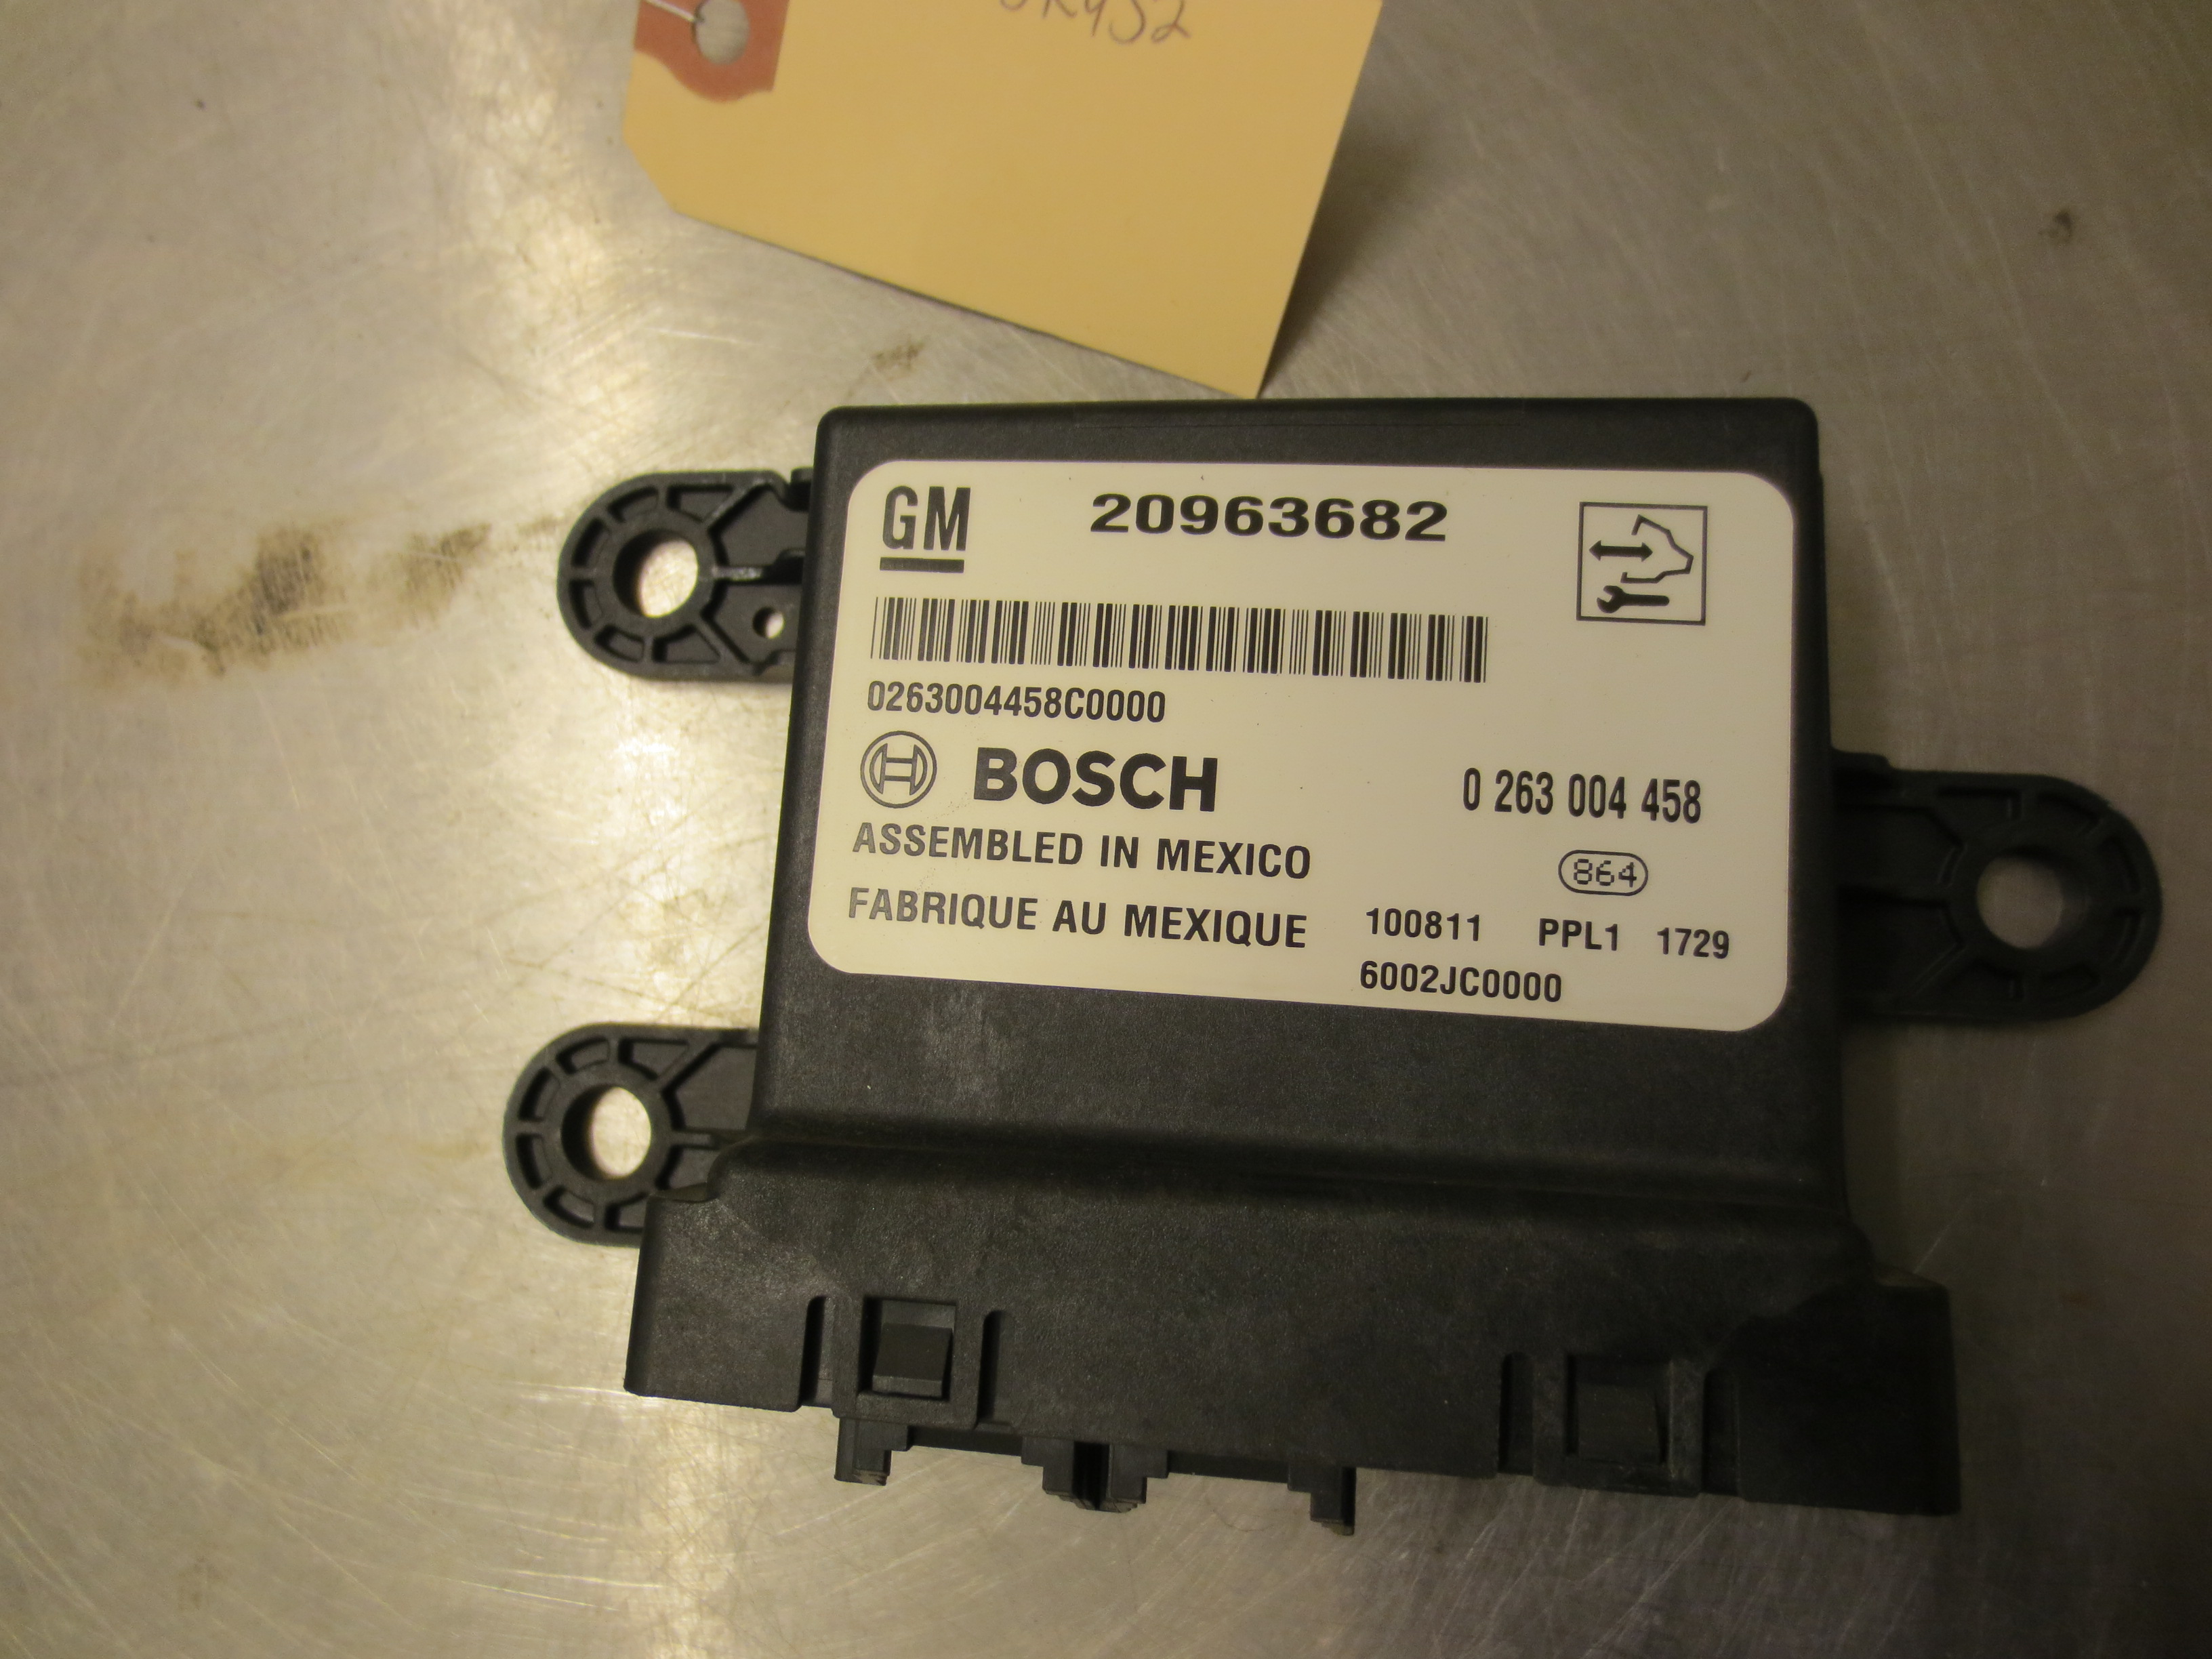 GM 20963682
0263004458C0000
BOSCH 0 263 004 458
ASSEMBLED IN MEXICO
864
FABRIQUE AU MEXIQUE 100811 PPL1 1729
6002JC0000